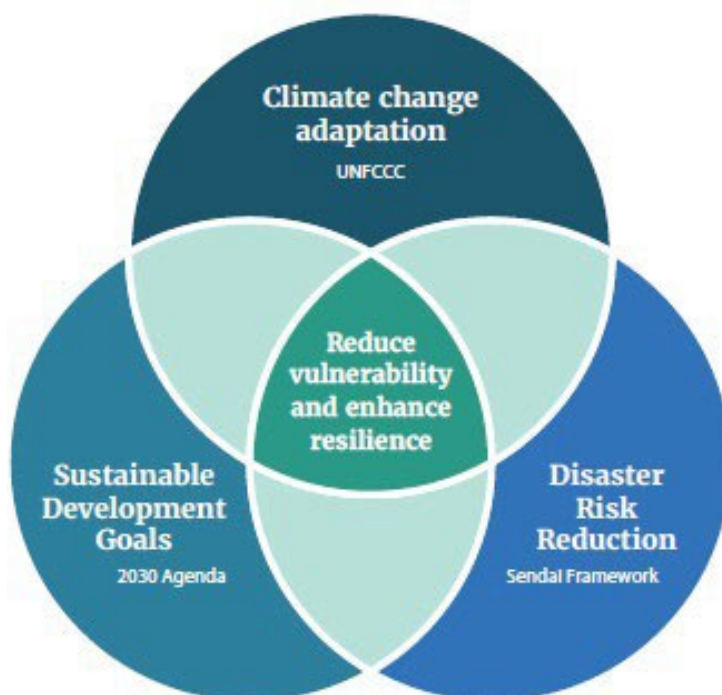 Climate change
adaptation
UNFCCC
Reduce
vulnerability
and enhance
resilience
Sustainable
Development
Goals
2030 Agenda
Disaster
Risk
Reduction
Sendai Framework